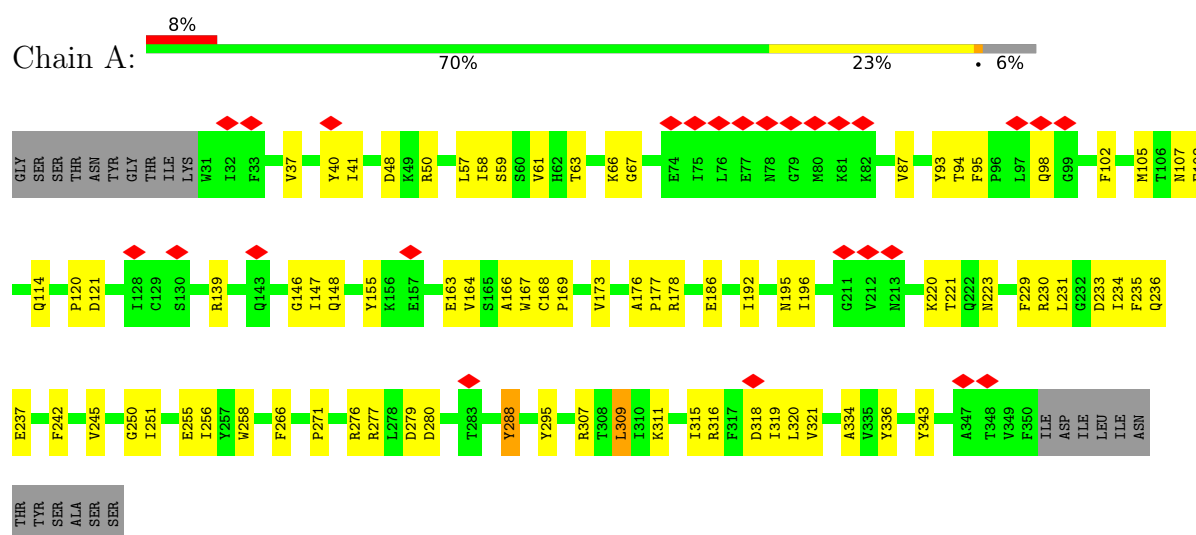 8%
Chain A:
70% 23% • 6%
GLY SER SER THR ASN TYR GLY THR ILE LYS W31 I32 F33 V37 Y40 I41 D48 K49 R50 L57 I58 S59 S60 V61 H62 T63 K66 G67 E74 I75 L76 E77 N78 G79 M80 K81 K82 V87 Y93 T94 F95 P96 L97 Q98 G99 F102 M105 T106 N107
Q114 P120 D121 I128 C129 S130 R139 Q143 G146 I147 Q148 Y155 K156 E157 E163 V164 S165 A166 W167 C168 P169 V173 A176 P177 R178 E186 I192 N195 I196 G211 V212 N213 K220 T221 Q222 N223 F229 R230 L231 G232 D233 I234 F235 Q236
E237 F242 V245 G250 I251 E255 I256 Y257 W258 F266 P271 R276 R277 L278 D279 D280 T283 Y288 Y295 R307 T308 L309 I310 K311 I315 R316 F317 D318 I319 L320 V321 A334 V335 Y336 Y343 A347 T348 V349 F350 ILE ASP ILE LEU ILE ASN
THR TYR SER ALA SER SER